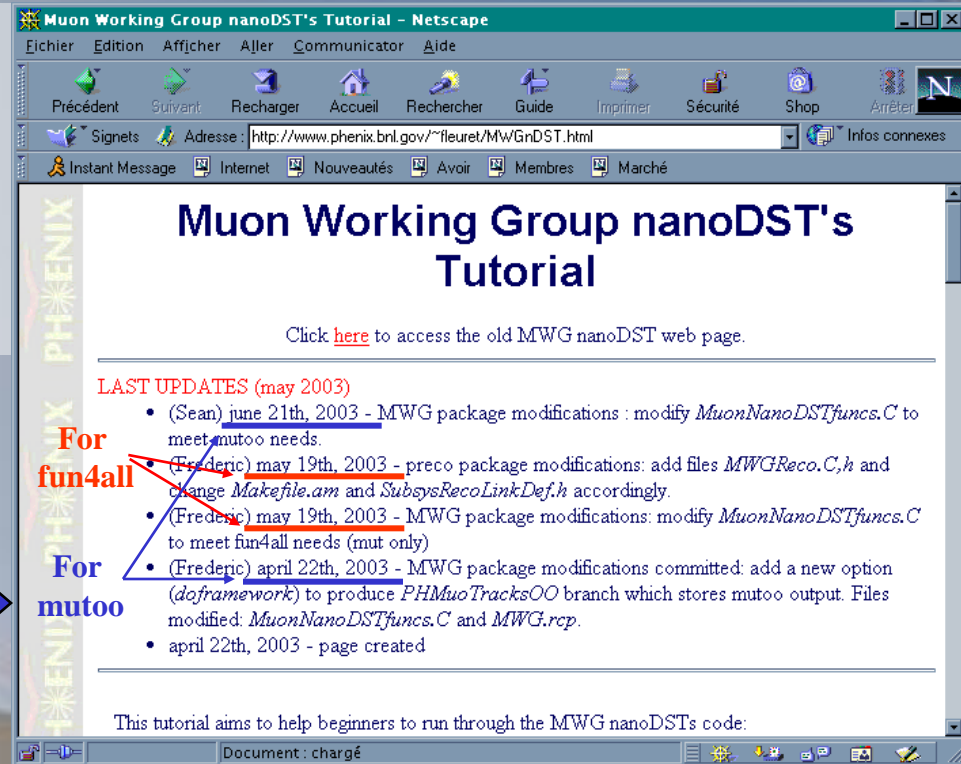 Muon Working Group nanoDST's Tutorial - Netscape
Fichier Edition Afficher Aller Communicator Aide
Précédent Suivant Recharger Accueil Rechercher Guide Imprimer Sécurité Shop Arrêter N
Signets Adresse : http://www.phenix.bnl.gov/~fleuret/MWGnDST.html Infos connexes
Instant Message Internet Nouveautés Avoir Membres Marché
Muon Working Group nanoDST's
Tutorial
Click here to access the old MWG nanoDST web page.
LAST UPDATES (may 2003)
• (Sean) june 21th, 2003 - MWG package modifications : modify MuonNanoDSTfuncs.C to
meet mutoo needs.
• (Frederic) may 19th, 2003 - preco package modifications: add files MWGReco.C,h and
change Makefile.am and SubsysRecoLinkDef.h accordingly.
• (Frederic) may 19th, 2003 - MWG package modifications: modify MuonNanoDSTfuncs.C
to meet fun4all needs (mut only)
• (Frederic) april 22th, 2003 - MWG package modifications committed: add a new option
(doframework) to produce PHMuoTracksOO branch which stores mutoo output. Files
modified: MuonNanoDSTfuncs.C and MWG.rcp.
• april 22th, 2003 - page created
This tutorial aims to help beginners to run through the MWG nanoDSTs code:
For
fun4all
For
mutoo
PHENIX
PHENIX
Document : chargé